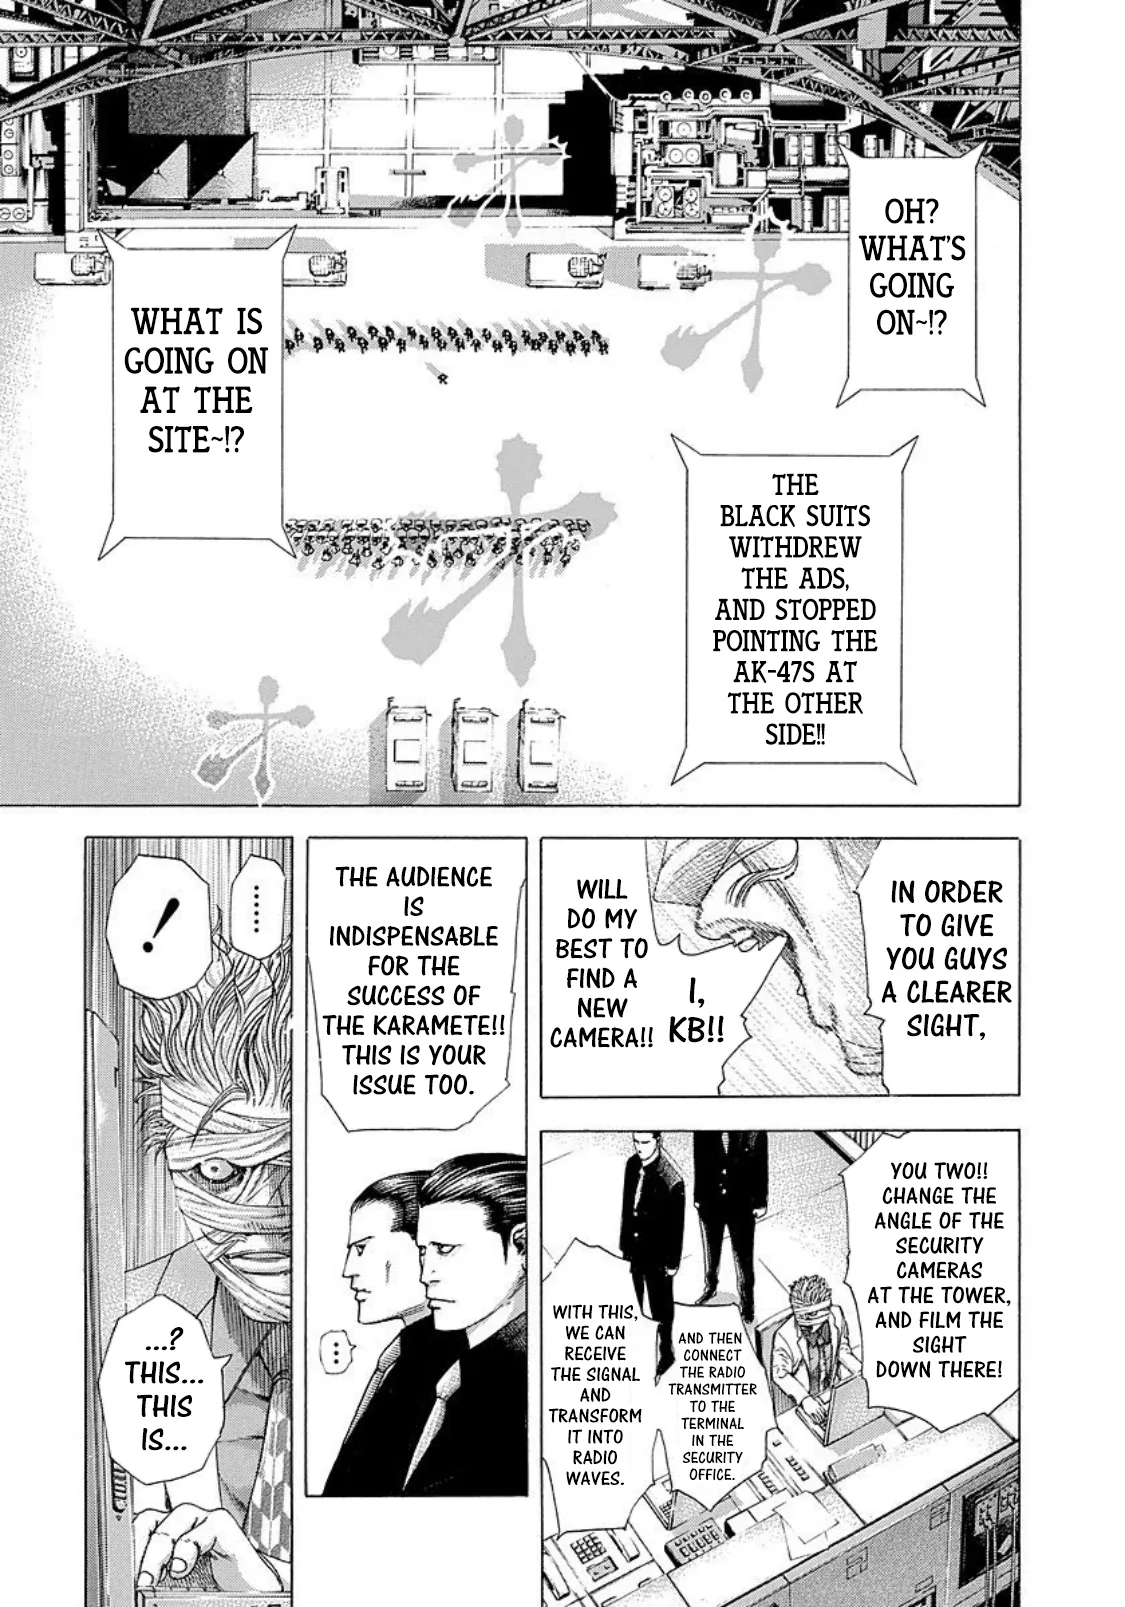 OH?
WHAT'S
GOING
ON~!?
THE
BLACK SUITS
WITHDREW
THE ADS,
AND STOPPED
POINTING THE
AK-47S AT
THE OTHER
SIDE!!
WHAT IS
GOING ON
AT THE
SITE~!?
IN ORDER
TO GIVE
YOU GUYS
A CLEARER
SIGHT,
I,
KB!!
WILL
DO MY
BEST TO
FIND A
NEW
CAMERA!!
YOU TWO!!
CHANGE THE
ANGLE OF THE
SECURITY
CAMERAS
AT THE TOWER,
AND FILM THE
SIGHT
DOWN THERE!
AND THEN
CONNECT
THE RADIO
TRANSMITTER
TO THE
TERMINAL
IN THE
SECURITY
OFFICE.
WITH THIS,
WE CAN
RECEIVE
THE SIGNAL
AND
TRANSFORM
IT INTO
RADIO
WAVES.
THE AUDIENCE
IS
INDISPENSABLE
FOR THE
SUCCESS OF
THE KARAMETE!!
THIS IS YOUR
ISSUE TOO.
...
......
!
...?
THIS...
THIS
IS...